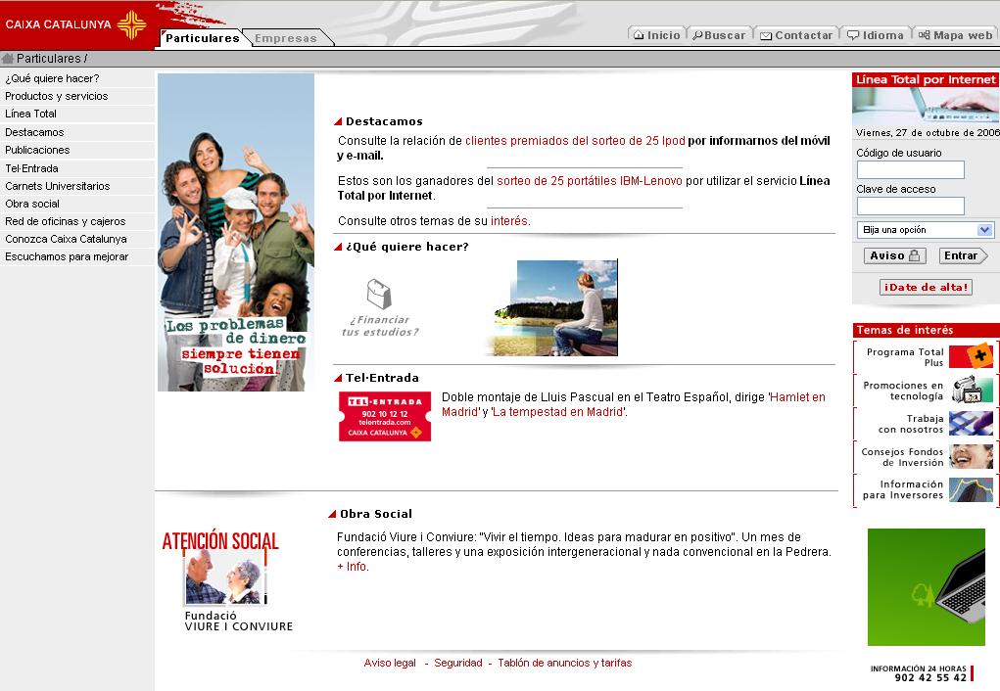 CAIXA CATALUNYA
Particulares
Empresas
Inicio
Buscar
Contactar
Idioma
Mapa web
Particulares /
¿Qué quiere hacer?
Productos y servicios
Línea Total
Destacamos
Publicaciones
Tel·Entrada
Carnets Universitarios
Obra social
Red de oficinas y cajeros
Conozca Caixa Catalunya
Escuchamos para mejorar
Los problemas
de dinero
siempre tienen
solución!
Destacamos
Consulte la relación de clientes premiados del sorteo de 25 Ipod por informarnos del móvil
y e-mail.
Estos son los ganadores del sorteo de 25 portátiles IBM-Lenovo por utilizar el servicio Línea
Total por Internet.
Consulte otros temas de su interés.
¿Qué quiere hacer?
¿Financiar
tus estudios?
Tel·Entrada
TEL·ENTRADA
902 10 12 12
telentrada.com
CAIXA CATALUNYA
Doble montaje de Lluis Pascual en el Teatro Español, dirige 'Hamlet en
Madrid' y 'La tempestad en Madrid'.
Obra Social
ATENCIÓN SOCIAL
Fundació
VIURE I CONVIURE
Fundació Viure i Conviure: "Vivir el tiempo. Ideas para madurar en positivo". Un mes de
conferencias, talleres y una exposición intergeneracional y nada convencional en la Pedrera.
+ Info.
Aviso legal - Seguridad - Tablón de anuncios y tarifas
Línea Total por Internet
Viernes, 27 de octubre de 2006
Código de usuario
Clave de acceso
Elija una opción
Aviso
Entrar
¡Date de alta!
Temas de interés
Programa Total
Plus
Promociones en
tecnología
Trabaja
con nosotros
Consejos Fondos
de Inversión
Información
para Inversores
INFORMACIÓN 24 HORAS
902 42 55 42